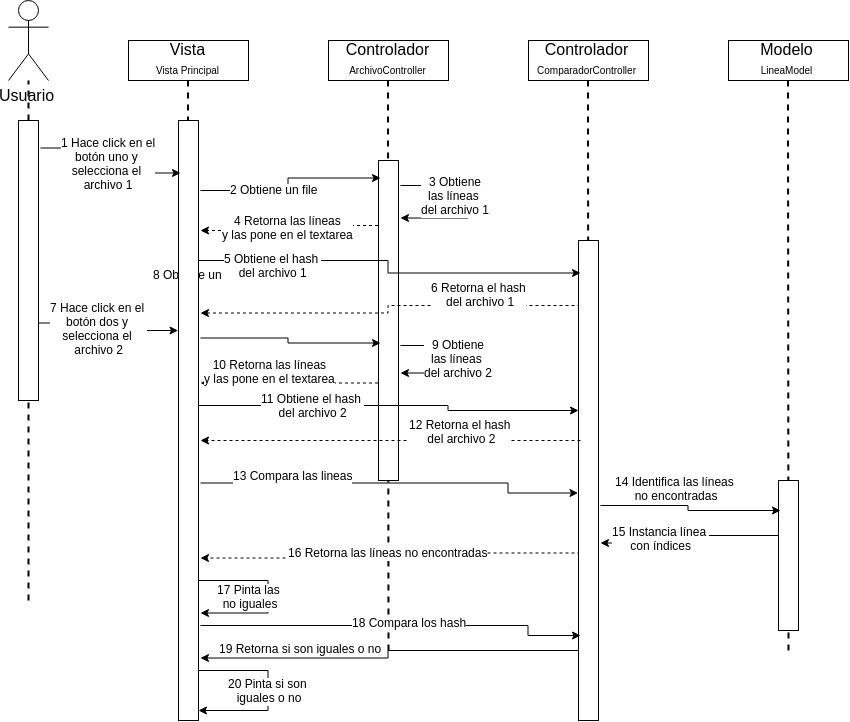 Usuario
Vista
Vista Principal
Controlador
ArchivoController
Controlador
ComparadorController
Modelo
LineaModel
1 Hace click en el
botón uno y
selecciona el
archivo 1
2 Obtiene un file
3 Obtiene
las líneas
del archivo 1
4 Retorna las líneas
y las pone en el textarea
5 Obtiene el hash
del archivo 1
6 Retorna el hash
del archivo 1
7 Hace click en el
botón dos y
selecciona el
archivo 2
8 Ob e un
9 Obtiene
las líneas
del archivo 2
10 Retorna las líneas
y las pone en el textarea
11 Obtiene el hash
del archivo 2
12 Retorna el hash
del archivo 2
13 Compara las lineas
14 Identifica las líneas
no encontradas
15 Instancia línea
con índices
16 Retorna las líneas no encontradas
17 Pinta las
no iguales
18 Compara los hash
19 Retorna si son iguales o no
20 Pinta si son
iguales o no